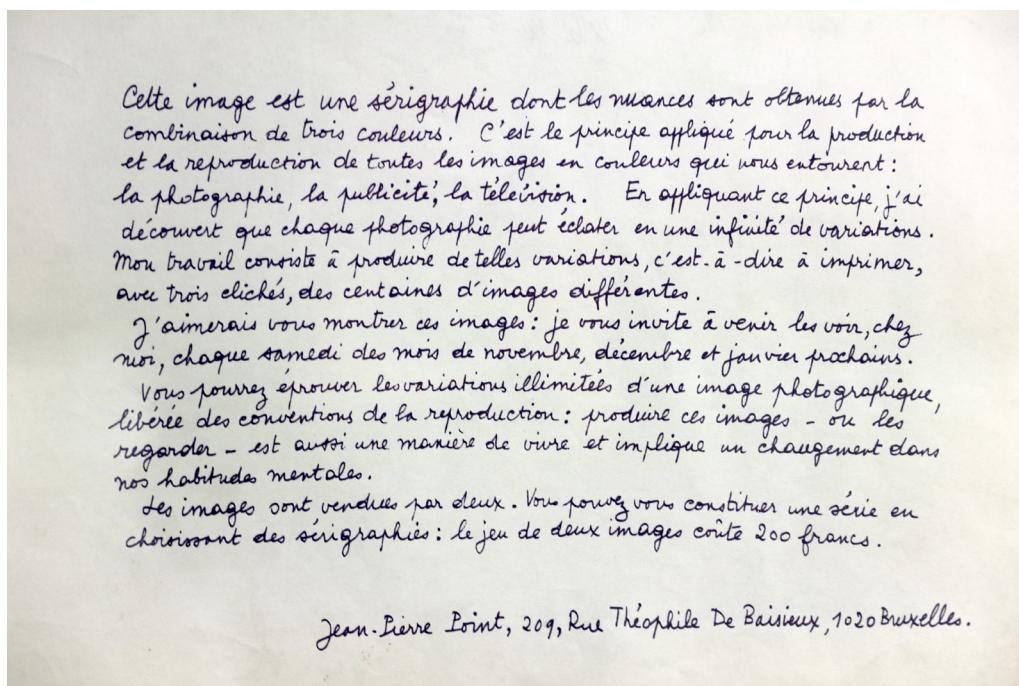 Cette image est une sérigraphie dont les nuances sont obtenues par la
combinaison de trois couleurs. C'est le principe appliqué pour la production
et la reproduction de toutes les images en couleurs qui nous entourent :
la photographie, la publicité, la télévision. En appliquant ce principe, j'ai
découvert que chaque photographie peut éclater en une infinité de variations.
Mon travail consiste à produire de telles variations, c'est-à-dire à imprimer,
avec trois clichés, des centaines d'images différentes.
J'aimerais vous montrer ces images : je vous invite à venir les voir, chez
moi, chaque samedi des mois de novembre, décembre et janvier prochains.
Vous pourrez éprouver les variations illimitées d'une image photographique,
libérée des conventions de la reproduction : produire ces images - ou les
regarder - est aussi une manière de vivre et implique un changement dans
nos habitudes mentales.
Les images sont vendues par deux. Vous pouvez vous constituer une série en
choisissant des sérigraphies : le jeu de deux images coûte 200 francs.
Jean-Pierre Point, 209, Rue Théophile De Baisieux, 1020 Bruxelles.